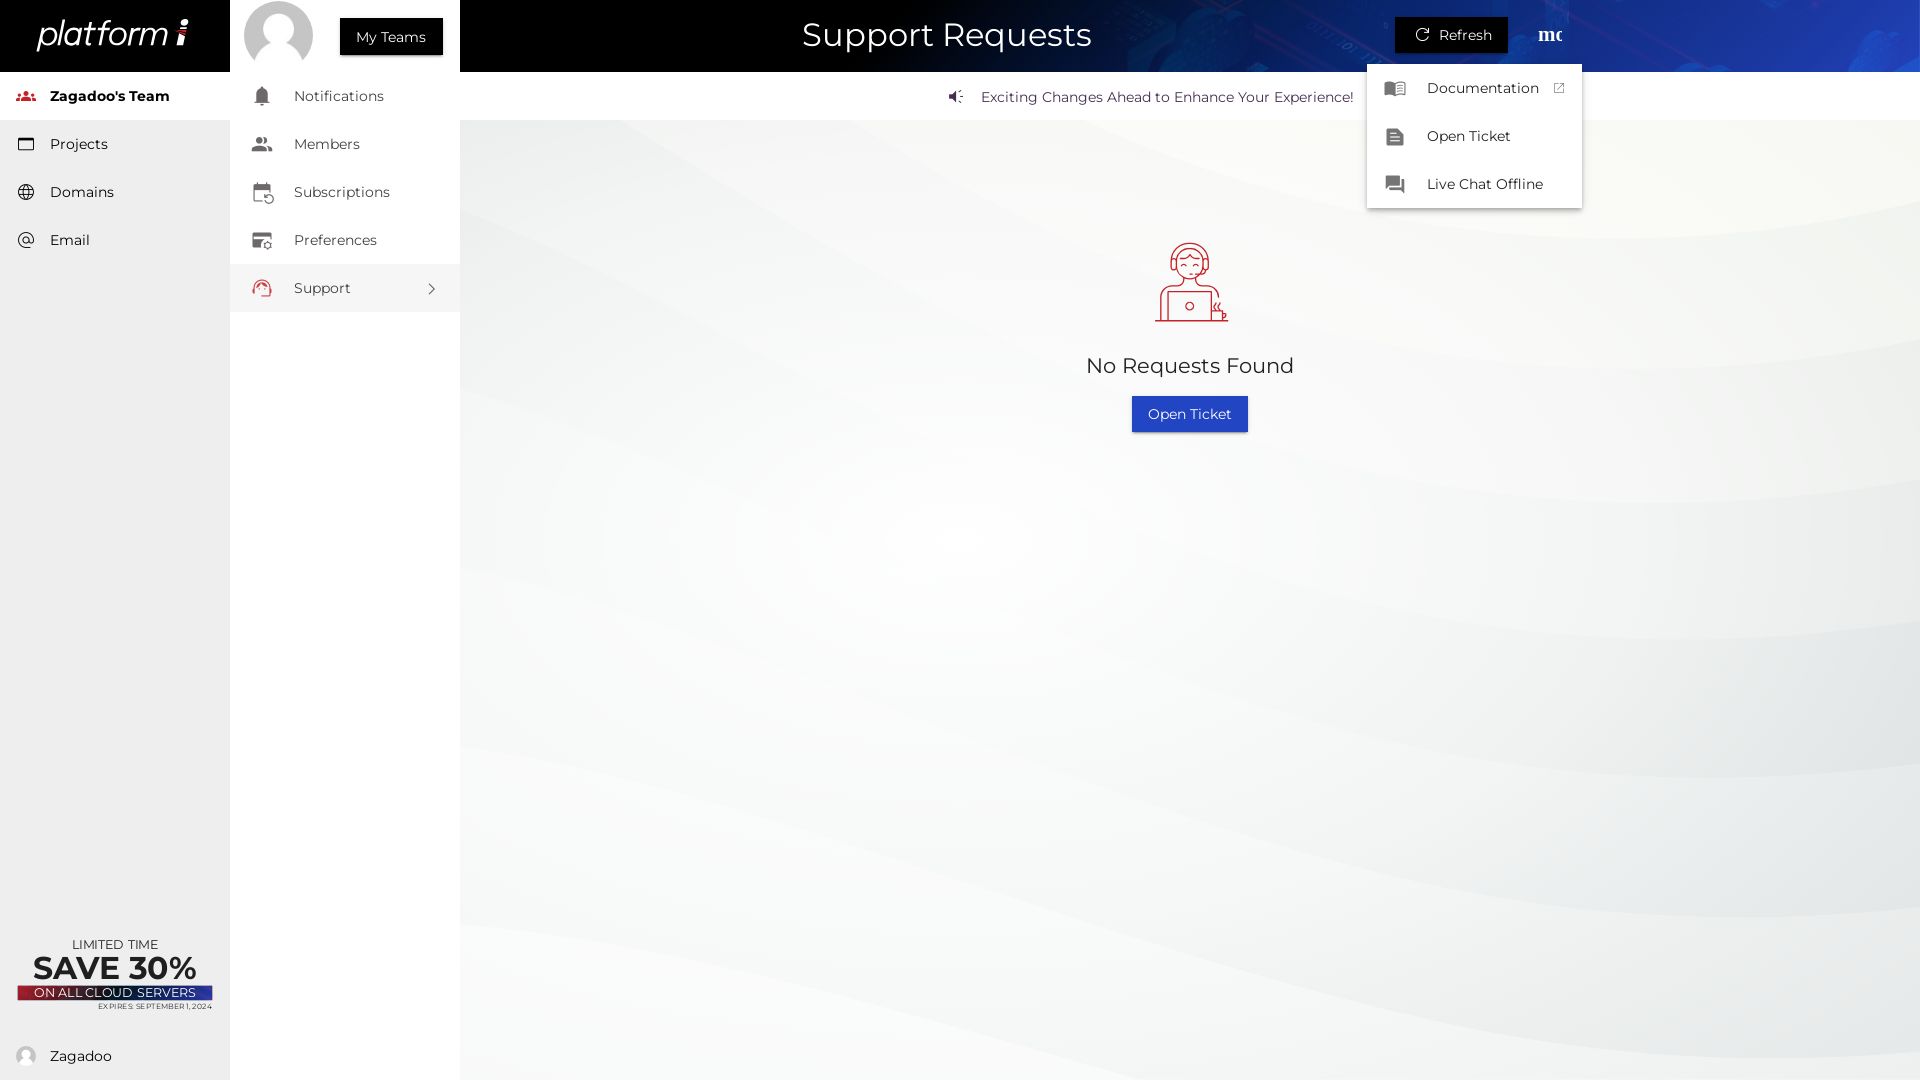 platform i
My Teams
Support Requests
Refresh
Zagadoo's Team
Projects
Domains
Email
Notifications
Members
Subscriptions
Preferences
Support
Exciting Changes Ahead to Enhance Your Experience!
Documentation
Open Ticket
Live Chat Offline
No Requests Found
Open Ticket
LIMITED TIME
SAVE 30%
ON ALL CLOUD SERVERS
EXPIRES: SEPTEMBER 1, 2024
Zagadoo